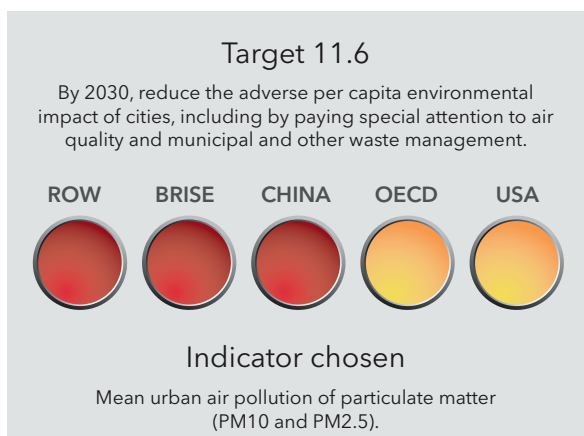 Target 11.6
By 2030, reduce the adverse per capita environmental
impact of cities, including by paying special attention to air
quality and municipal and other waste management.
ROW BRISE CHINA OECD USA
Indicator chosen
Mean urban air pollution of particulate matter
(PM10 and PM2.5).